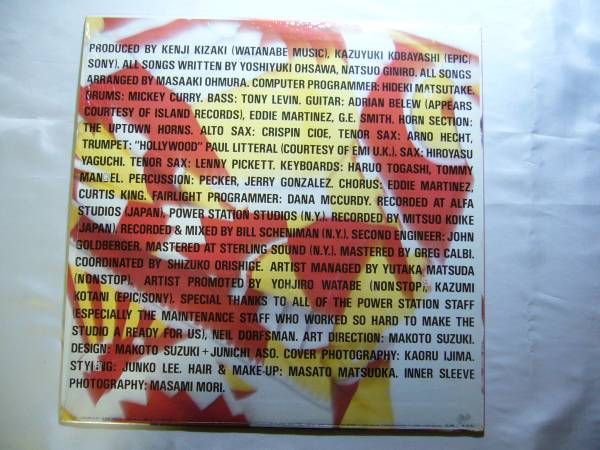 PRODUCED BY KENJI KIZAKI (WATANABE MUSIC), KAZUYUKI KOBAYASHI (EPIC/
SONY). ALL SONGS WRITTEN BY YOSHIYUKI OHSAWA, NATSUO GINIRO. ALL SONGS
ARRANGED BY MASAAKI OHMURA. COMPUTER PROGRAMMER: HIDEKI MATSUTAKE.
DRUMS: MICKEY CURRY. BASS: TONY LEVIN. GUITAR: ADRIAN BELEW (APPEARS
COURTESY OF ISLAND RECORDS), EDDIE MARTINEZ, G.E. SMITH. HORN SECTION:
THE UPTOWN HORNS. ALTO SAX: CRISPIN CIOE, TENOR SAX: ARNO HECHT,
TRUMPET: "HOLLYWOOD" PAUL LITTERAL (COURTESY OF EMI U.K.). SAX: HIROYASU
YAGUCHI. TENOR SAX: LENNY PICKETT. KEYBOARDS: HARUO TOGASHI, TOMMY
MANDEL. PERCUSSION: PECKER, JERRY GONZALEZ. CHORUS: EDDIE MARTINEZ,
CURTIS KING. FAIRLIGHT PROGRAMMER: DANA MCCURDY. RECORDED AT ALFA
STUDIOS (JAPAN), POWER STATION STUDIOS (N.Y.). RECORDED BY MITSUO KOIKE
(JAPAN). RECORDED & MIXED BY BILL SCHENIMAN (N.Y.). SECOND ENGINEER: JOHN
GOLDBERGER. MASTERED AT STERLING SOUND (N.Y.). MASTERED BY GREG CALBI.
COORDINATED BY SHIZUKO ORISHIGE. ARTIST MANAGED BY YUTAKA MATSUDA
(NONSTOP). ARTIST PROMOTED BY YOHJIRO WATABE (NONSTOP), KAZUMI
KOTANI (EPIC/SONY). SPECIAL THANKS TO ALL OF THE POWER STATION STAFF
(ESPECIALLY THE MAINTENANCE STAFF WHO WORKED SO HARD TO MAKE THE
STUDIO A READY FOR US), NEIL DORFSMAN. ART DIRECTION: MAKOTO SUZUKI.
DESIGN: MAKOTO SUZUKI + JUNICHI ASO. COVER PHOTOGRAPHY: KAORU IJIMA.
STYLING: JUNKO LEE. HAIR & MAKE-UP: MASATO MATSUOKA. INNER SLEEVE
PHOTOGRAPHY: MASAMI MORI.